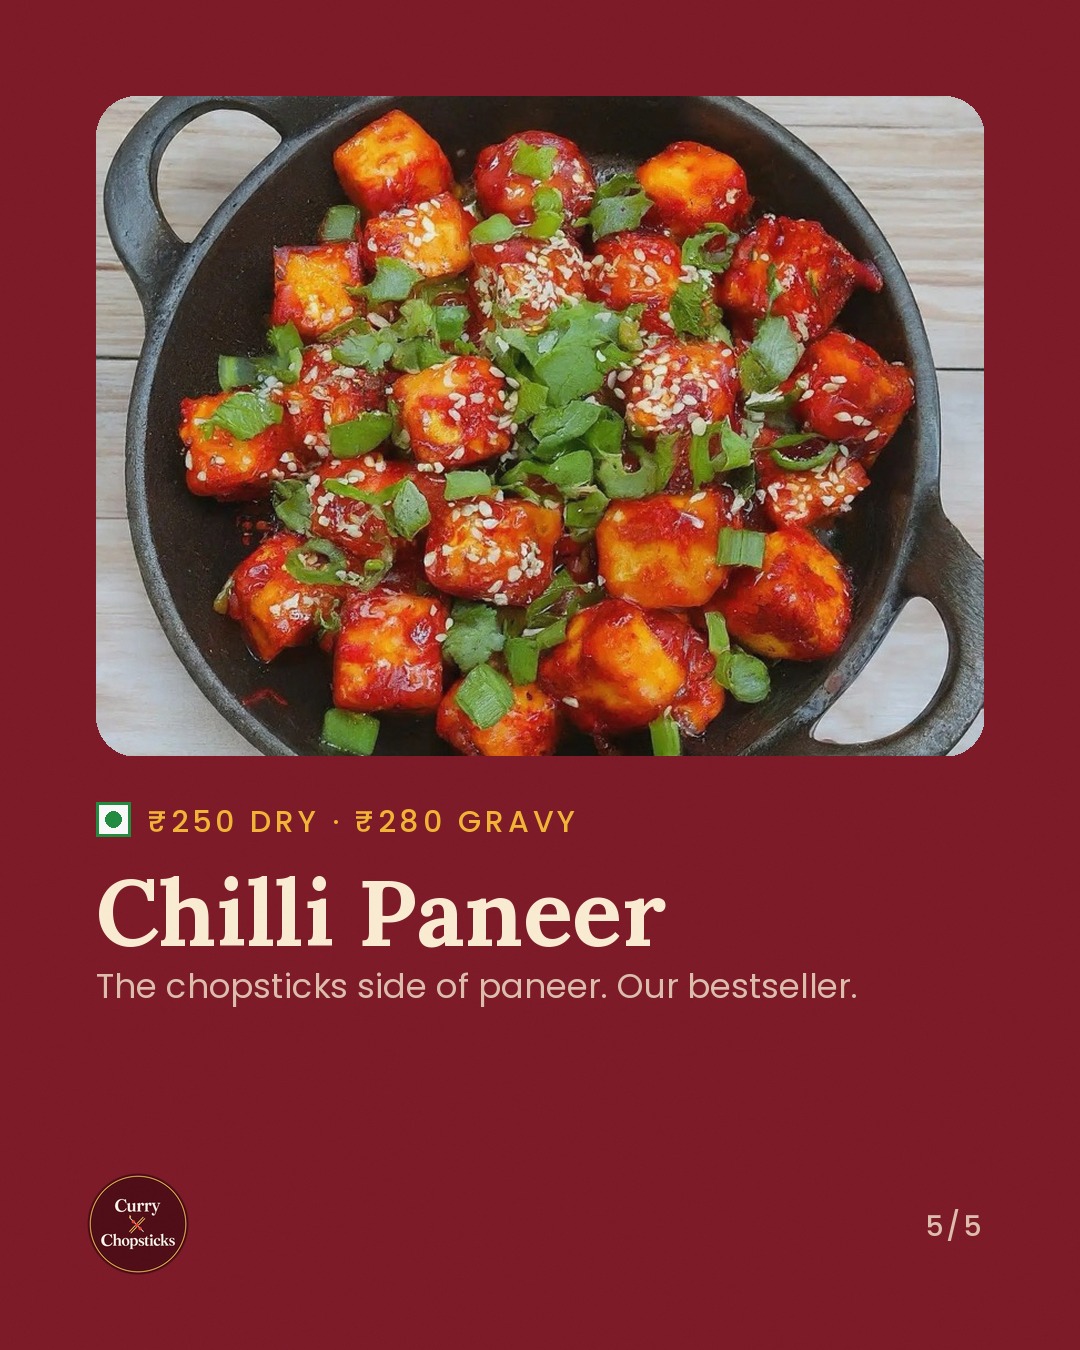 ₹250 DRY · ₹280 GRAVY
Chilli Paneer
The chopsticks side of paneer. Our bestseller.
Curry
Chopsticks
5/5